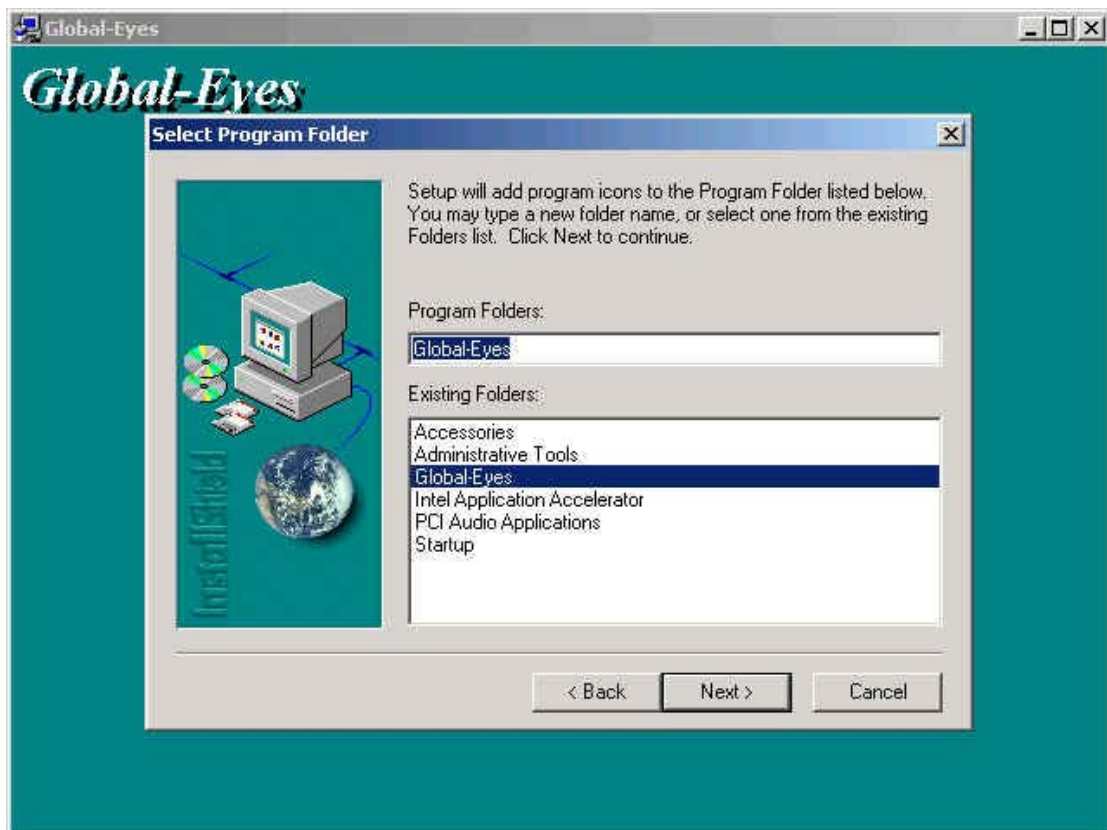 Global-Eyes
Global-Eyes
Select Program Folder
Setup will add program icons to the Program Folder listed below.
You may type a new folder name, or select one from the existing
Folders list.  Click Next to continue.
Program Folders:
Global-Eyes
Existing Folders:
Accessories
Administrative Tools
Global-Eyes
Intel Application Accelerator
PCI Audio Applications
Startup
InstallShield
< Back
Next >
Cancel